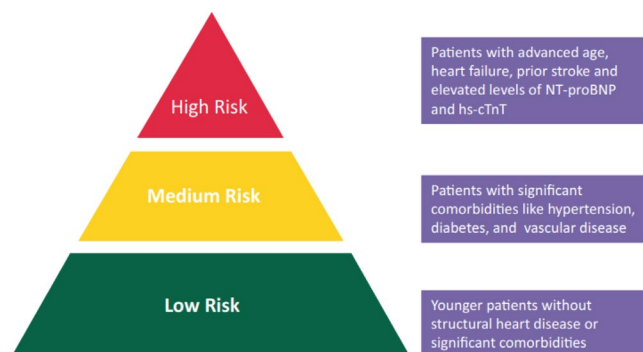 High Risk
Patients with advanced age,
heart failure, prior stroke and
elevated levels of NT-proBNP
and hs-cTnT
Medium Risk
Patients with significant
comorbidities like hypertension,
diabetes, and vascular disease
Low Risk
Younger patients without
structural heart disease or
significant comorbidities